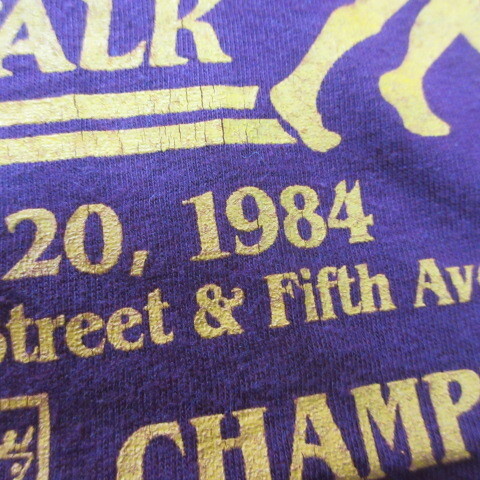 ALK
20, 1984
Street & Fifth Ave
CHAMP